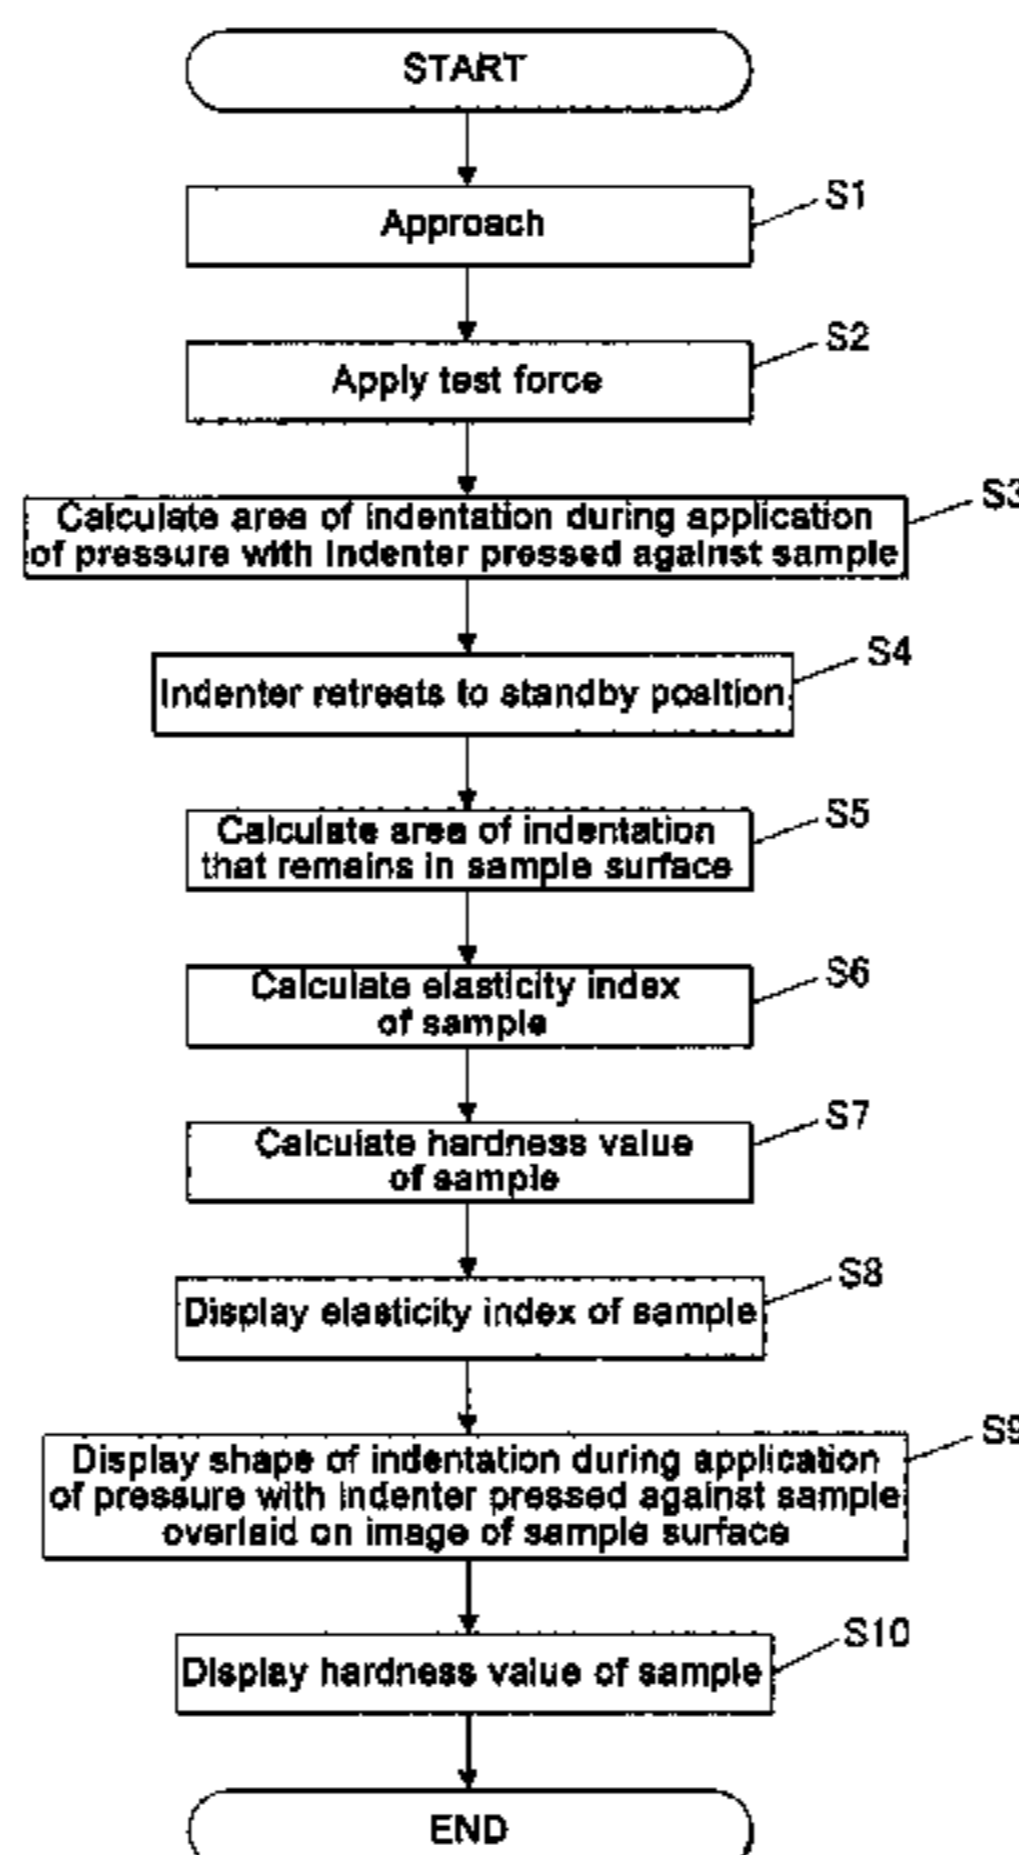 START
Approach
S1
Apply test force
S2
Calculate area of indentation during application
of pressure with indenter pressed against sample
S3
Indenter retreats to standby position
S4
Calculate area of indentation
that remains in sample surface
S5
Calculate elasticity index
of sample
S6
Calculate hardness value
of sample
S7
Display elasticity index of sample
S8
Display shape of indentation during application
of pressure with indenter pressed against sample
overlaid on image of sample surface
S9
Display hardness value of sample
S10
END